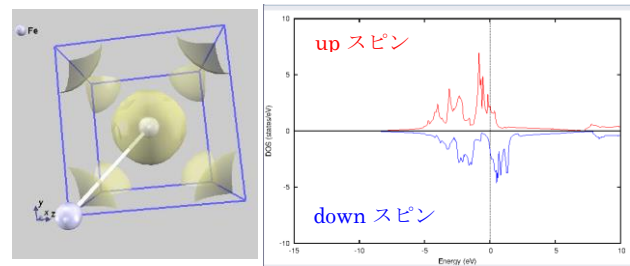 Fe
y
x z
up スピン
down スピン
DOS (states/eV)
10
5
0
-5
-10
-15
-10
-5
0
5
10
15
Energy (eV)